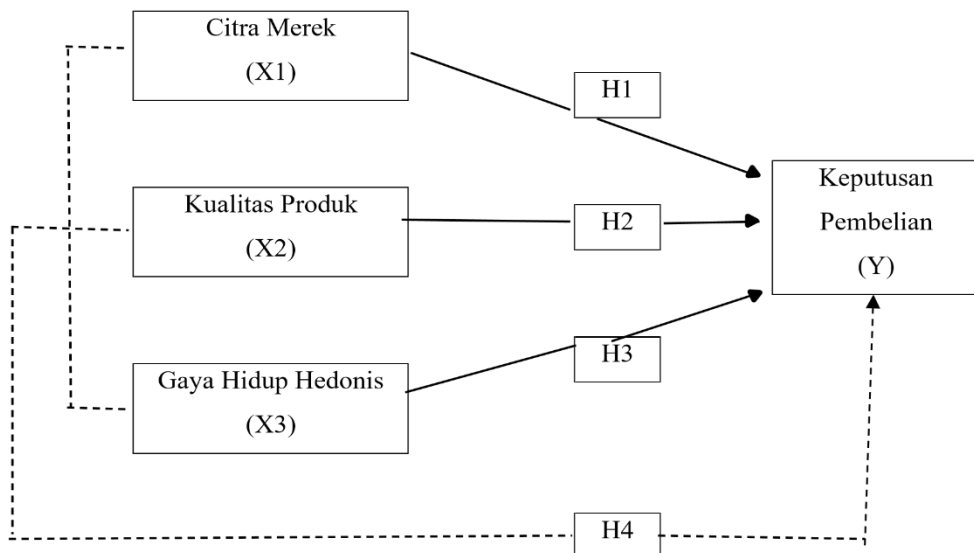 Citra Merek
(X1)
H1
Kualitas Produk
(X2)
H2
Keputusan
Pembelian
(Y)
Gaya Hidup Hedonis
(X3)
H3
H4